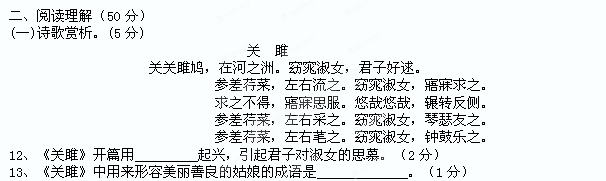 二、阅读理解（50 分）
(一)诗歌赏析。(5 分)
关　雎
关关雎鸠，在河之洲。窈窕淑女，君子好逑。
参差荇菜，左右流之。窈窕淑女，寤寐求之。
求之不得，寤寐思服。悠哉悠哉，辗转反侧。
参差荇菜，左右采之。窈窕淑女，琴瑟友之。
参差荇菜，左右芼之。窈窕淑女，钟鼓乐之。
12、《关雎》开篇用________起兴，引起君子对淑女的思慕。（2 分）
13、《关雎》中用来形容美丽善良的姑娘的成语是____________。（1 分）